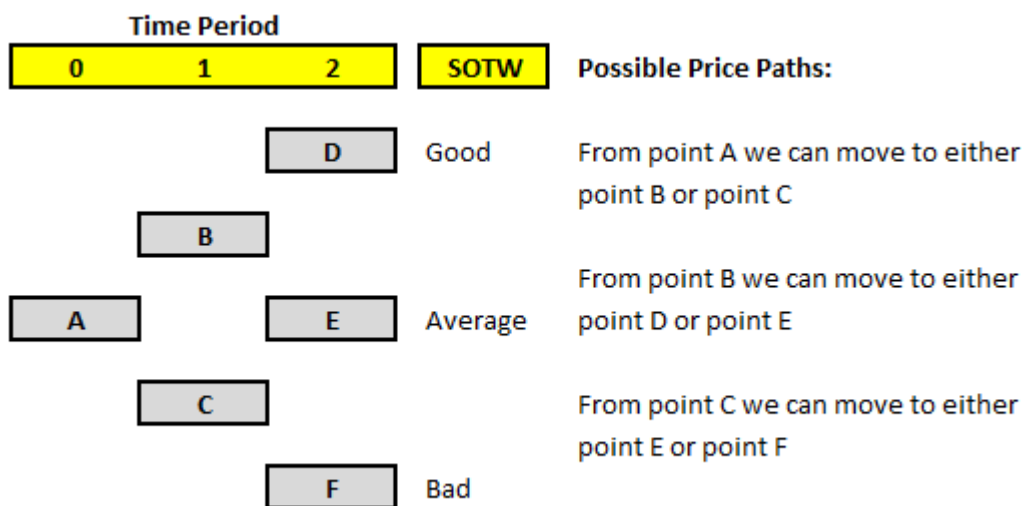 Time Period
0 1 2 SOTW Possible Price Paths:
D Good From point A we can move to either
point B or point C
B
From point B we can move to either
A E Average point D or point E
C From point C we can move to either
point E or point F
F Bad